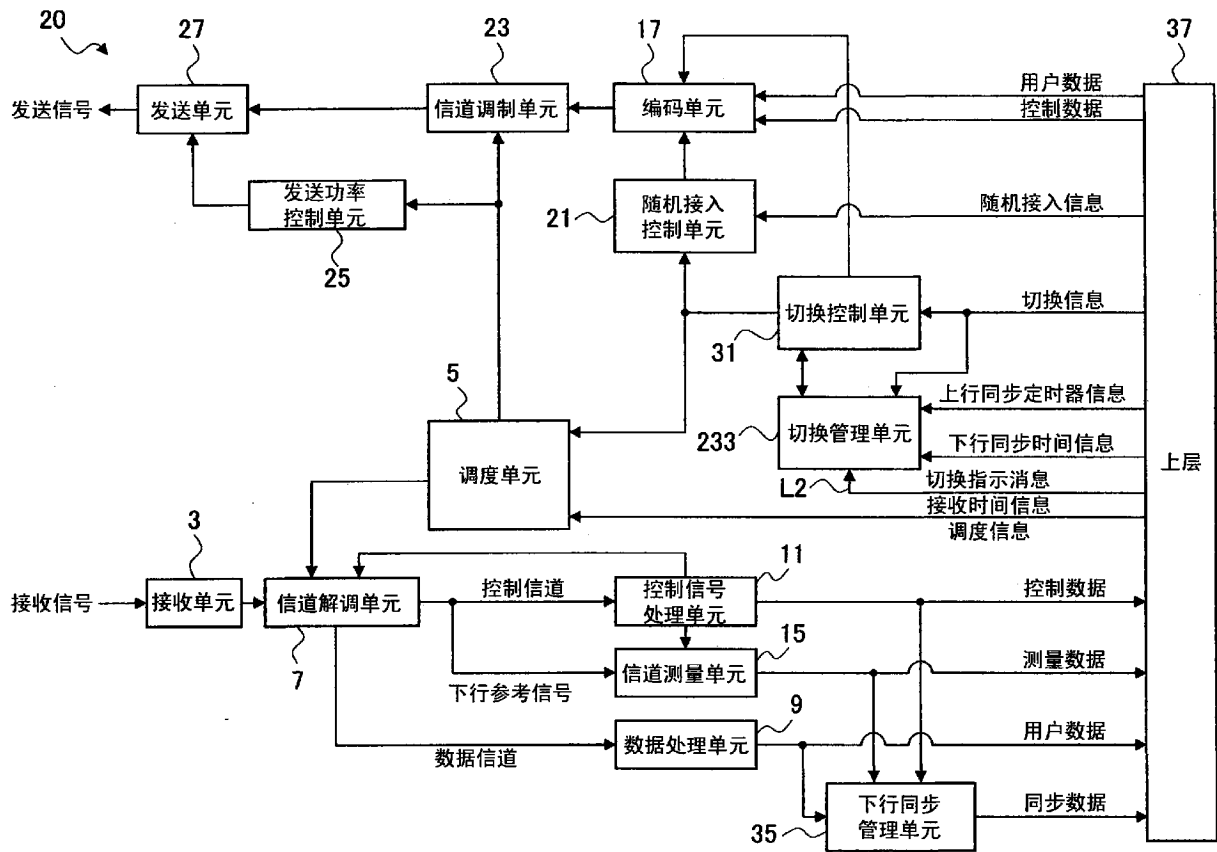 20
27
23
17
37
发送信号
发送单元
信道调制单元
编码单元
用户数据
控制数据
发送功率
控制单元
25
21
随机接入
控制单元
随机接入信息
切换控制单元
31
切换信息
5
调度单元
233
切换管理单元
上行同步定时器信息
下行同步时间信息
L2
切换指示消息
接收时间信息
调度信息
上层
3
接收信号
接收单元
信道解调单元
7
控制信道
控制信号
处理单元
11
控制数据
下行参考信号
信道测量单元
15
测量数据
数据信道
数据处理单元
9
用户数据
下行同步
管理单元
35
同步数据